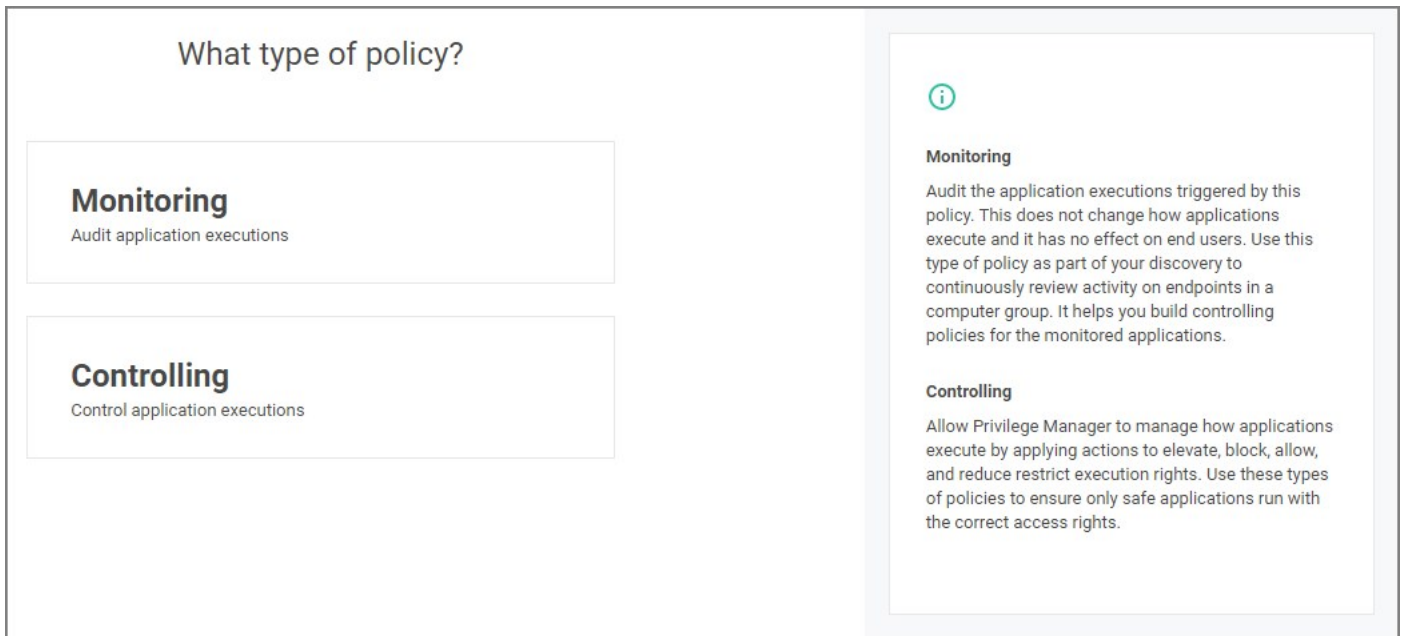 What type of policy?
Monitoring
Audit application executions
Controlling
Control application executions
Monitoring
Audit the application executions triggered by this
policy. This does not change how applications
execute and it has no effect on end users. Use this
type of policy as part of your discovery to
continuously review activity on endpoints in a
computer group. It helps you build controlling
policies for the monitored applications.
Controlling
Allow Privilege Manager to manage how applications
execute by applying actions to elevate, block, allow,
and reduce restrict execution rights. Use these types
of policies to ensure only safe applications run with
the correct access rights.